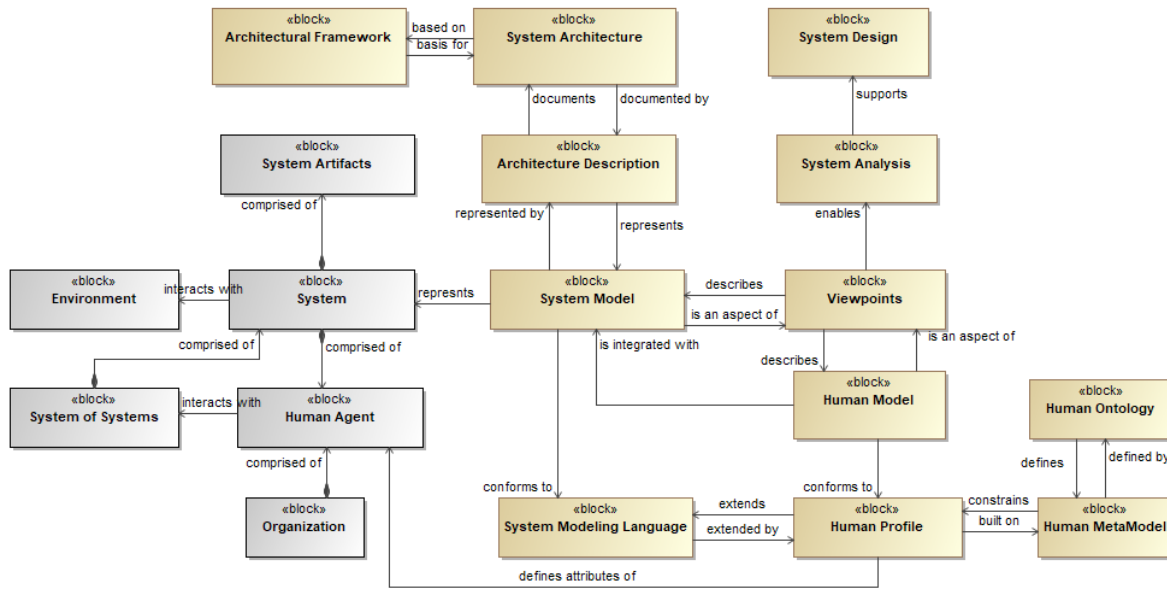 «block»
Architectural Framework
based on
basis for
«block»
System Architecture
«block»
System Design
documents
documented by
supports
«block»
System Artifacts
«block»
Architecture Description
«block»
System Analysis
comprised of
represented by
represents
enables
«block»
Environment
interacts with
«block»
System
represnts
«block»
System Model
describes
is an aspect of
«block»
Viewpoints
comprised of
comprised of
is integrated with
describes
is an aspect of
«block»
System of Systems
interacts with
«block»
Human Agent
«block»
Human Model
«block»
Human Ontology
comprised of
defines
defined by
conforms to
conforms to
«block»
Organization
«block»
System Modeling Language
extends
extended by
«block»
Human Profile
constrains
built on
«block»
Human MetaModel
defines attributes of